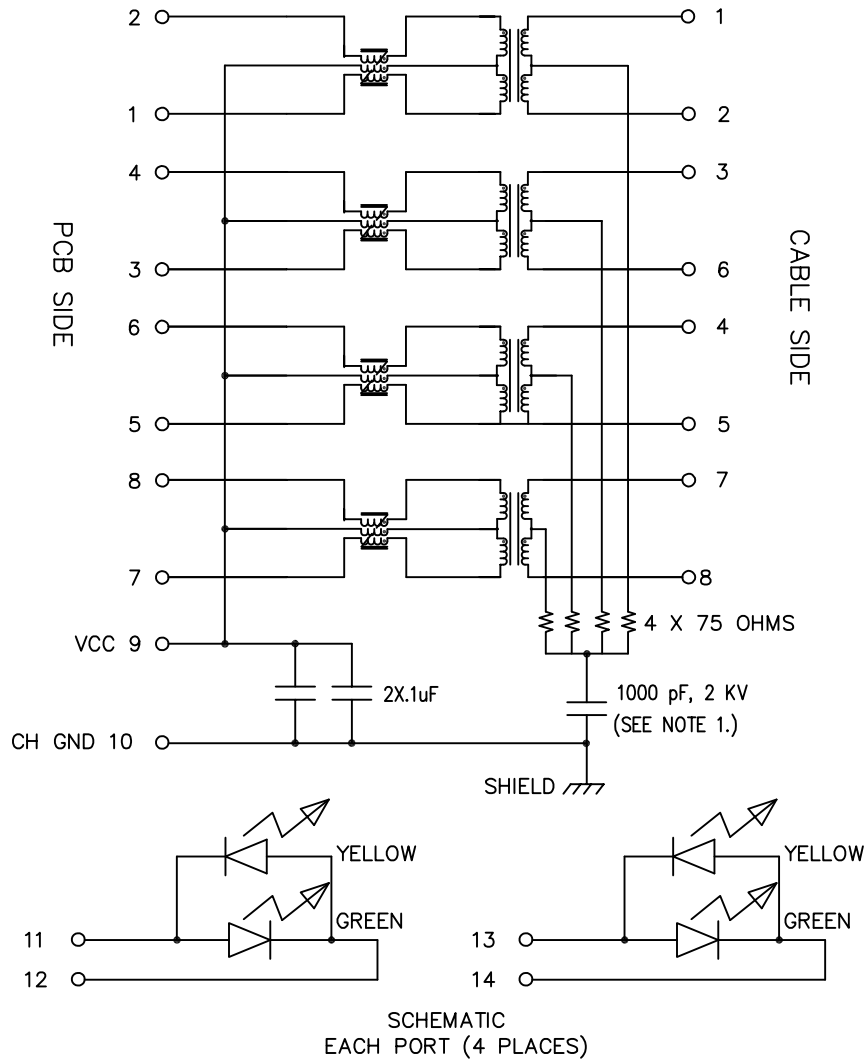 2
1
1
2
4
3
3
6
PCB SIDE
CABLE SIDE
6
4
5
5
8
7
7
8
4 X 75 OHMS
VCC 9
2X.1uF
1000 pF, 2 KV
(SEE NOTE 1.)
CH GND 10
SHIELD
YELLOW
GREEN
11
12
YELLOW
GREEN
13
14
SCHEMATIC
EACH PORT (4 PLACES)